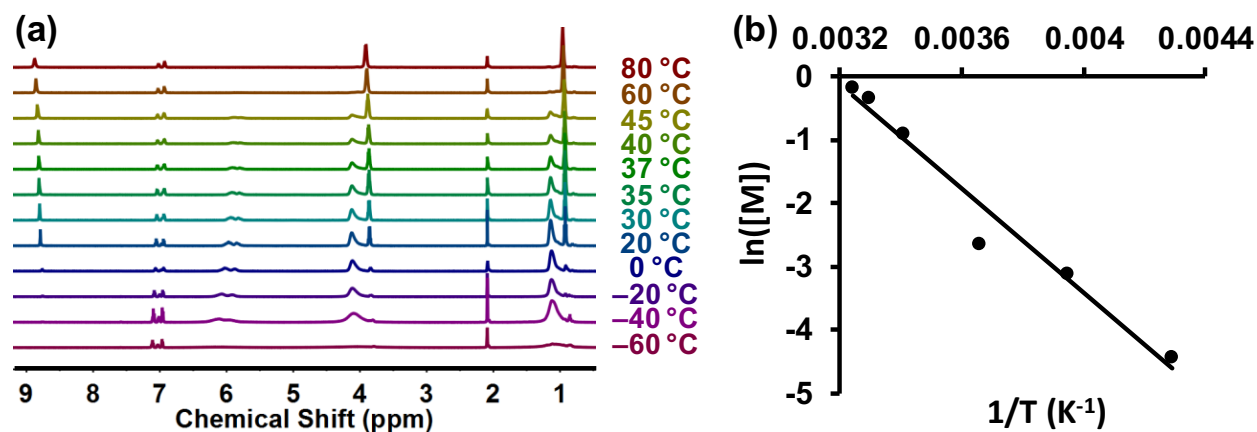 (a)
80 °C
60 °C
45 °C
40 °C
37 °C
35 °C
30 °C
20 °C
0 °C
–20 °C
–40 °C
–60 °C
9 8 7 6 5 4 3 2 1
Chemical Shift (ppm)
(b)
0.0032 0.0036 0.004 0.0044
0
-1
-2
-3
-4
-5
ln([M])
1/T (K⁻¹)